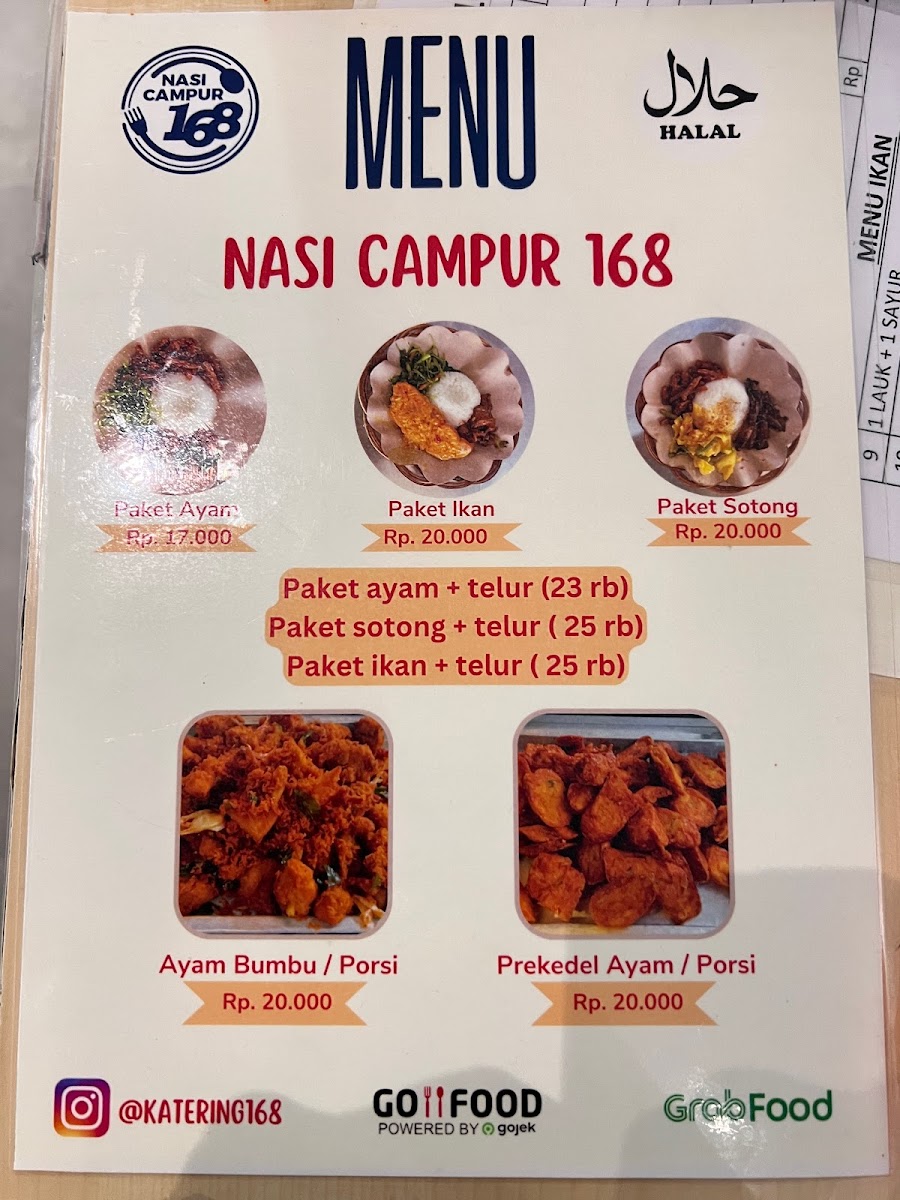 NASI
CAMPUR
168
MENU
حلال
HALAL
NASI CAMPUR 168
Paket Ayam
Rp. 17.000
Paket Ikan
Rp. 20.000
Paket Sotong
Rp. 20.000
Paket ayam + telur (23 rb)
Paket sotong + telur ( 25 rb)
Paket ikan + telur ( 25 rb)
Ayam Bumbu / Porsi
Rp. 20.000
Prekedel Ayam / Porsi
Rp. 20.000
@KATERING168
GOFOOD
POWERED BY gojek
GrabFood
Rp
MENU IKAN
9 1 LAUK + 1 SAYUR